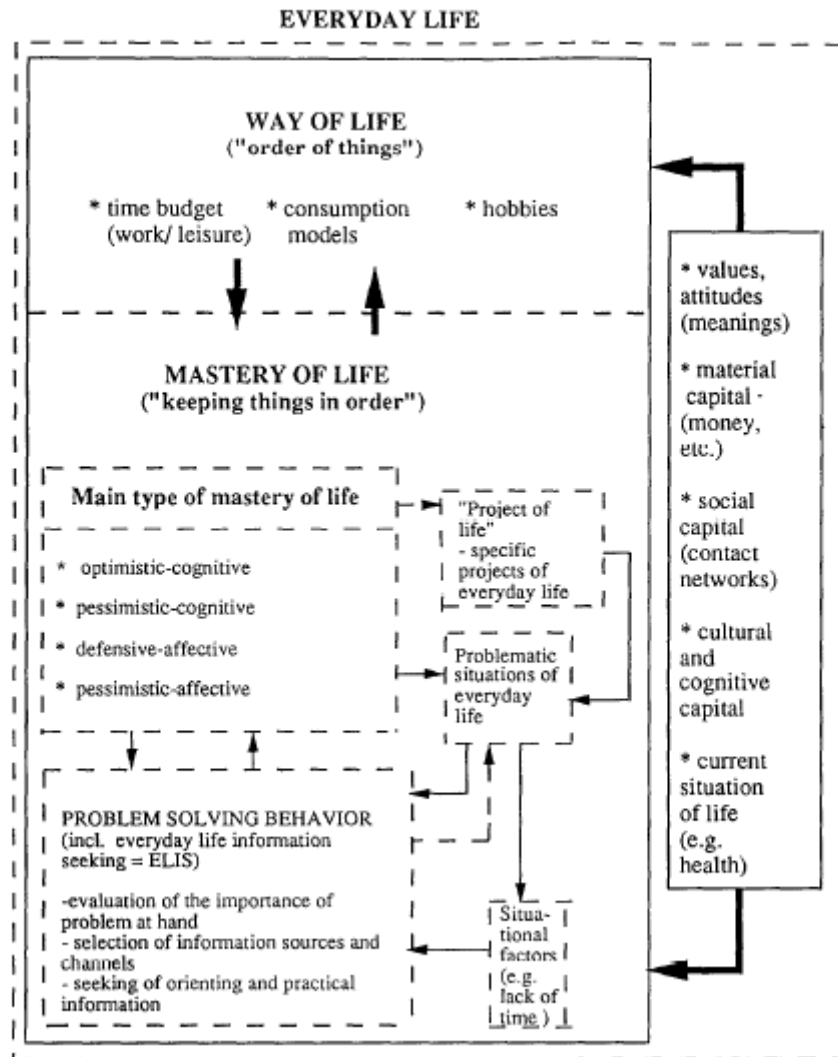 EVERYDAY LIFE
WAY OF LIFE
("order of things")
* time budget
(work/ leisure)
* consumption
models
* hobbies
MASTERY OF LIFE
("keeping things in order")
Main type of mastery of life
* optimistic-cognitive
* pessimistic-cognitive
* defensive-affective
* pessimistic-affective
"Project of
life"
- specific
projects of
everyday life
Problematic
situations of
everyday
life
PROBLEM SOLVING BEHAVIOR
(incl. everyday life information
seeking = ELIS)
-evaluation of the importance of
problem at hand
- selection of information sources and
channels
- seeking of orienting and practical
information
Situa-
tional
factors
(e.g.
lack of
time )
* values,
attitudes
(meanings)
* material
capital -
(money,
etc.)
* social
capital
(contact
networks)
* cultural
and
cognitive
capital
* current
situation
of life
(e.g.
health)